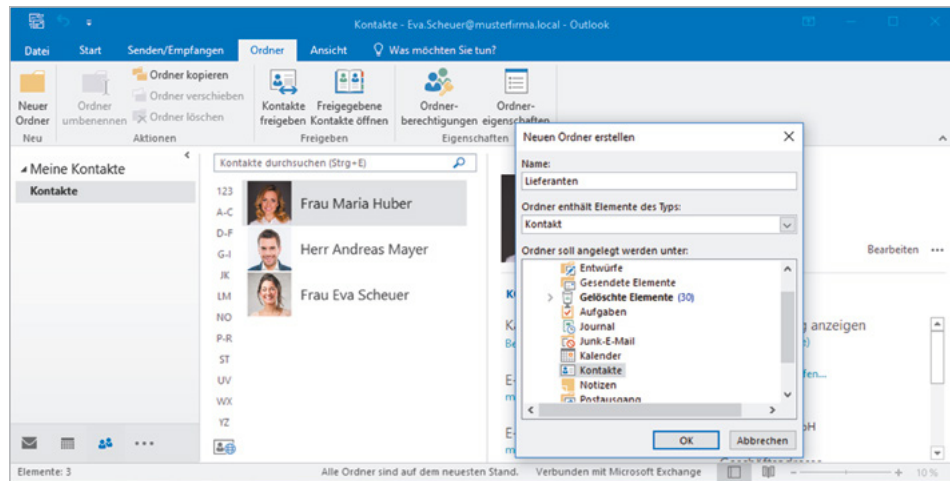 Kontakte - Eva.Scheuer@musterfirma.local - Outlook
Datei Start Senden/Empfangen Ordner Ansicht Was möchten Sie tun?
Neuer Ordner
Ordner umbenennen
Ordner kopieren
Ordner verschieben
Ordner löschen
Kontakte freigeben
Freigegebene Kontakte öffnen
Ordner-berechtigungen
Ordner-eigenschaften
Neu Aktionen Freigeben Eigenschaften
Meine Kontakte
Kontakte
Kontakte durchsuchen (Strg+E)
123
A-C
D-F
G-I
JK
LM
NO
P-R
ST
UV
WX
YZ
Frau Maria Huber
Herr Andreas Mayer
Frau Eva Scheuer
Neuen Ordner erstellen
Name:
Lieferanten
Ordner enthält Elemente des Typs:
Kontakt
Ordner soll angelegt werden unter:
Entwürfe
Gesendete Elemente
Gelöschte Elemente (30)
Aufgaben
Journal
Junk-E-Mail
Kalender
Kontakte
Notizen
Postausgang
OK Abbrechen
Bearbeiten
anzeigen
Elemente: 3
Alle Ordner sind auf dem neuesten Stand. Verbunden mit Microsoft Exchange
10 %